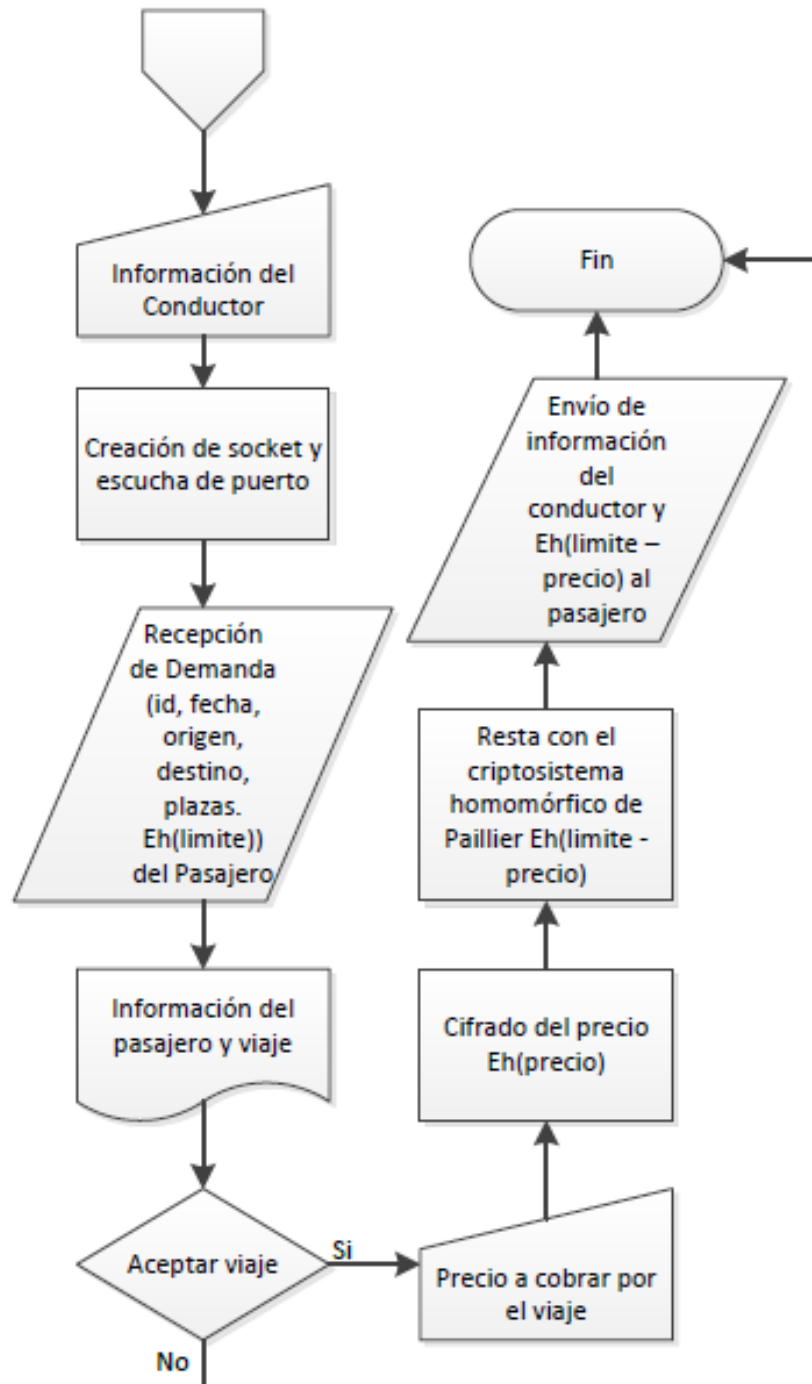 Información del
Conductor
Creación de socket y
escucha de puerto
Recepción
de Demanda
(id, fecha,
origen,
destino,
plazas.
Eh(limite))
del Pasajero
Información del
pasajero y viaje
Aceptar viaje
Si
No
Precio a cobrar por
el viaje
Cifrado del precio
Eh(precio)
Resta con el
criptosistema
homomórfico de
Paillier Eh(limite -
precio)
Envío de
información
del
conductor y
Eh(limite –
precio) al
pasajero
Fin